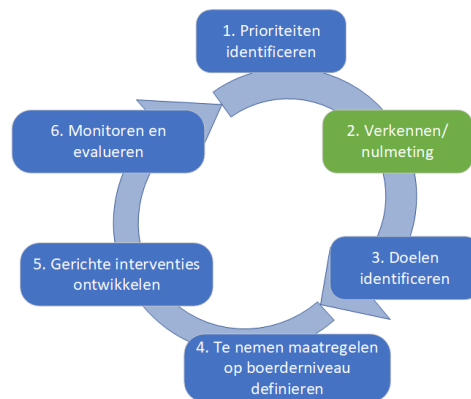 1. Prioriteiten
identificeren
2. Verkennen/
nulmeting
3. Doelen
identificeren
4. Te nemen maatregelen
op boerderniveau
definiëren
5. Gerichte interventies
ontwikkelen
6. Monitoren en
evalueren